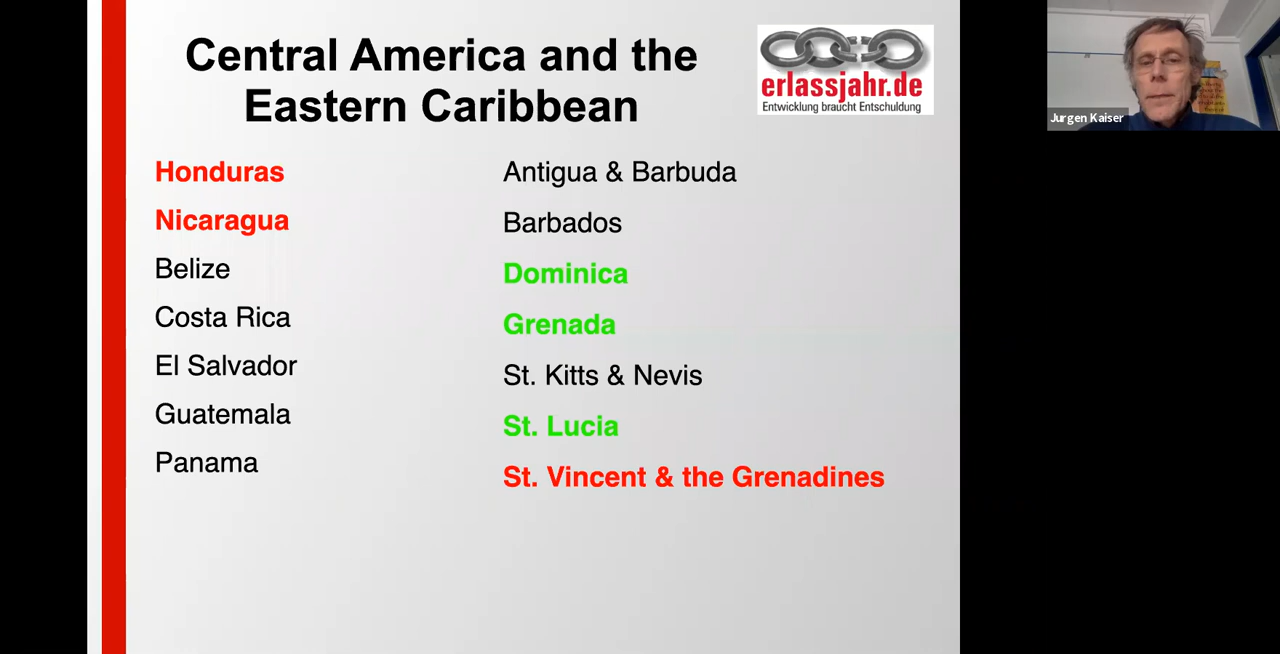 Central America and the
Eastern Caribbean
erlassjahr.de
Entwicklung braucht Entschuldung
Honduras
Nicaragua
Belize
Costa Rica
El Salvador
Guatemala
Panama
Antigua & Barbuda
Barbados
Dominica
Grenada
St. Kitts & Nevis
St. Lucia
St. Vincent & the Grenadines
Jurgen Kaiser